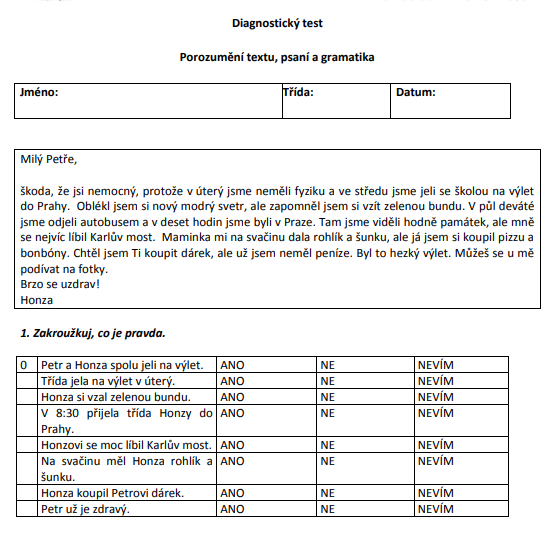 Diagnostický test
Porozumění textu, psaní a gramatika
Jméno: Třída: Datum:
Milý Petře,
škoda, že jsi nemocný, protože v úterý jsme neměli fyziku a ve středu jsme jeli se školou na výlet
do Prahy. Oblékl jsem si nový modrý svetr, ale zapomněl jsem si vzít zelenou bundu. V půl deváté
jsme odjeli autobusem a v deset hodin jsme byli v Praze. Tam jsme viděli hodně památek, ale mně
se nejvíc líbil Karlův most. Maminka mi na svačinu dala rohlík a šunku, ale já jsem si koupil pizzu a
bonbóny. Chtěl jsem Ti koupit dárek, ale už jsem neměl peníze. Byl to hezký výlet. Můžeš se u mě
podívat na fotky.
Brzo se uzdrav!
Honza
1. Zakroužkuj, co je pravda.
0 Petr a Honza spolu jeli na výlet. ANO NE NEVÍM
Třída jela na výlet v úterý. ANO NE NEVÍM
Honza si vzal zelenou bundu. ANO NE NEVÍM
V 8:30 přijela třída Honzy do ANO NE NEVÍM
Prahy.
Honzovi se moc líbil Karlův most. ANO NE NEVÍM
Na svačinu měl Honza rohlík a ANO NE NEVÍM
šunku.
Honza koupil Petrovi dárek. ANO NE NEVÍM
Petr už je zdravý. ANO NE NEVÍM